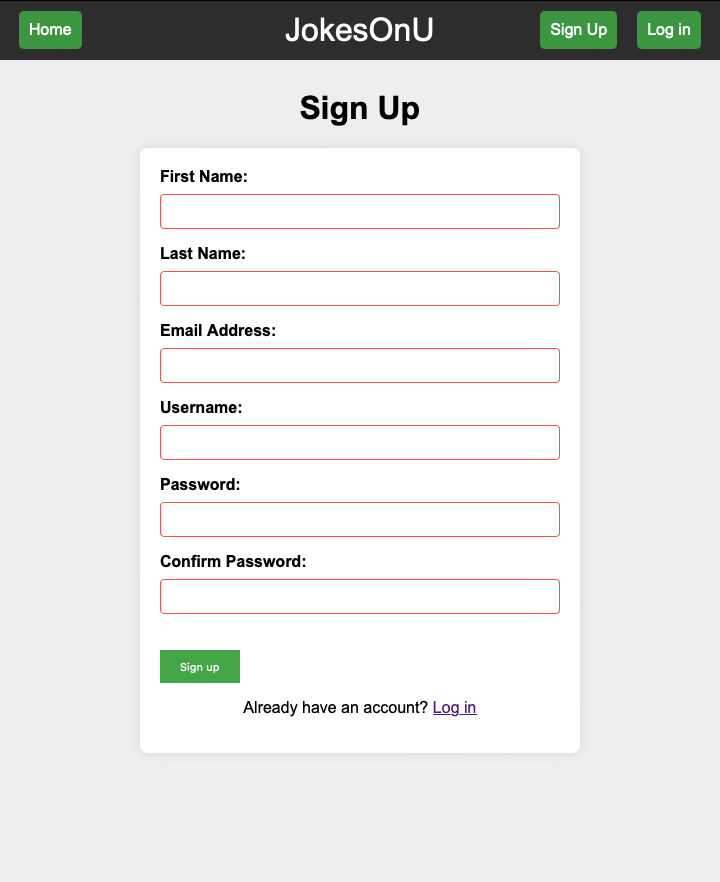 Home JokesOnU Sign Up Log in
Sign Up
First Name:
Last Name:
Email Address:
Username:
Password:
Confirm Password:
Sign up
Already have an account? Log in